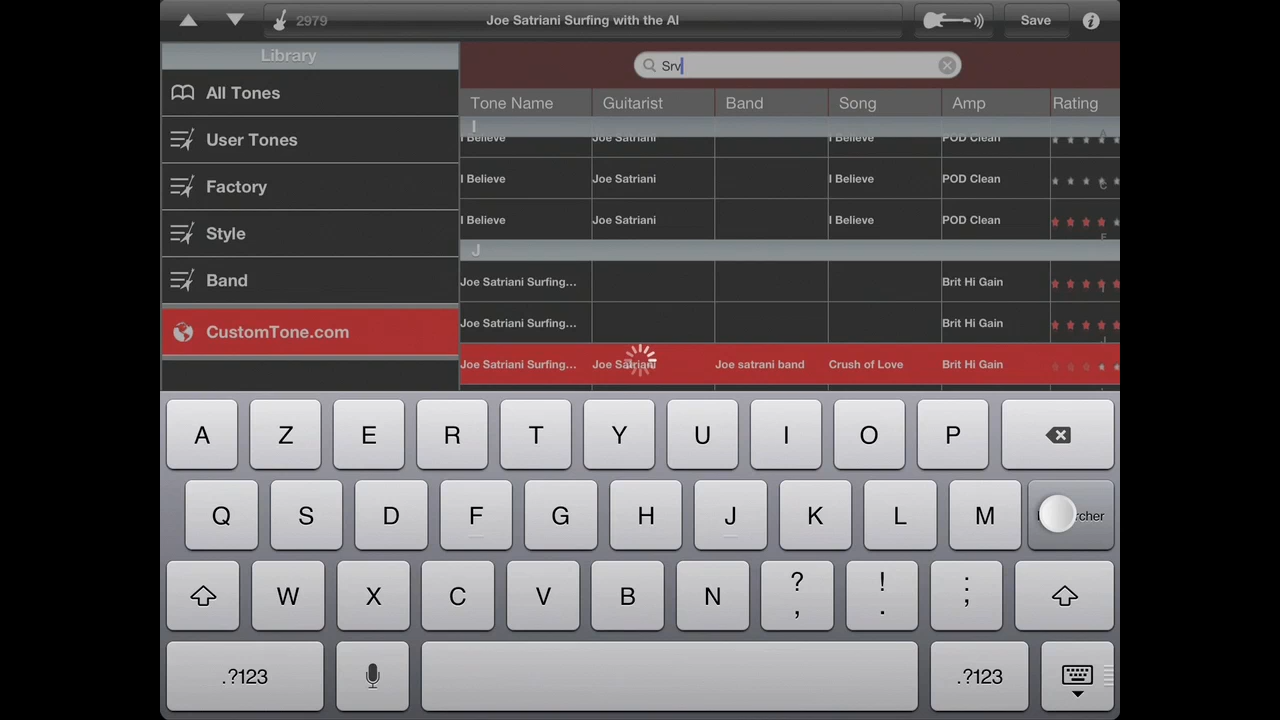 2979
Joe Satriani Surfing with the Al
Save
Library
Srv
All Tones
User Tones
Factory
Style
Band
CustomTone.com
Tone Name Guitarist Band Song Amp Rating
I
I Believe Joe Satriani I Believe POD Clean
I Believe Joe Satriani I Believe POD Clean
I Believe Joe Satriani I Believe POD Clean
J
Joe Satriani Surfing... Brit Hi Gain
Joe Satriani Surfing... Brit Hi Gain
Joe Satriani Surfing... Joe Satriani Joe satrani band Crush of Love Brit Hi Gain
A Z E R T Y U I O P
Q S D F G H J K L M
W X C V B N ? , ! . ; :
.?123 .?123